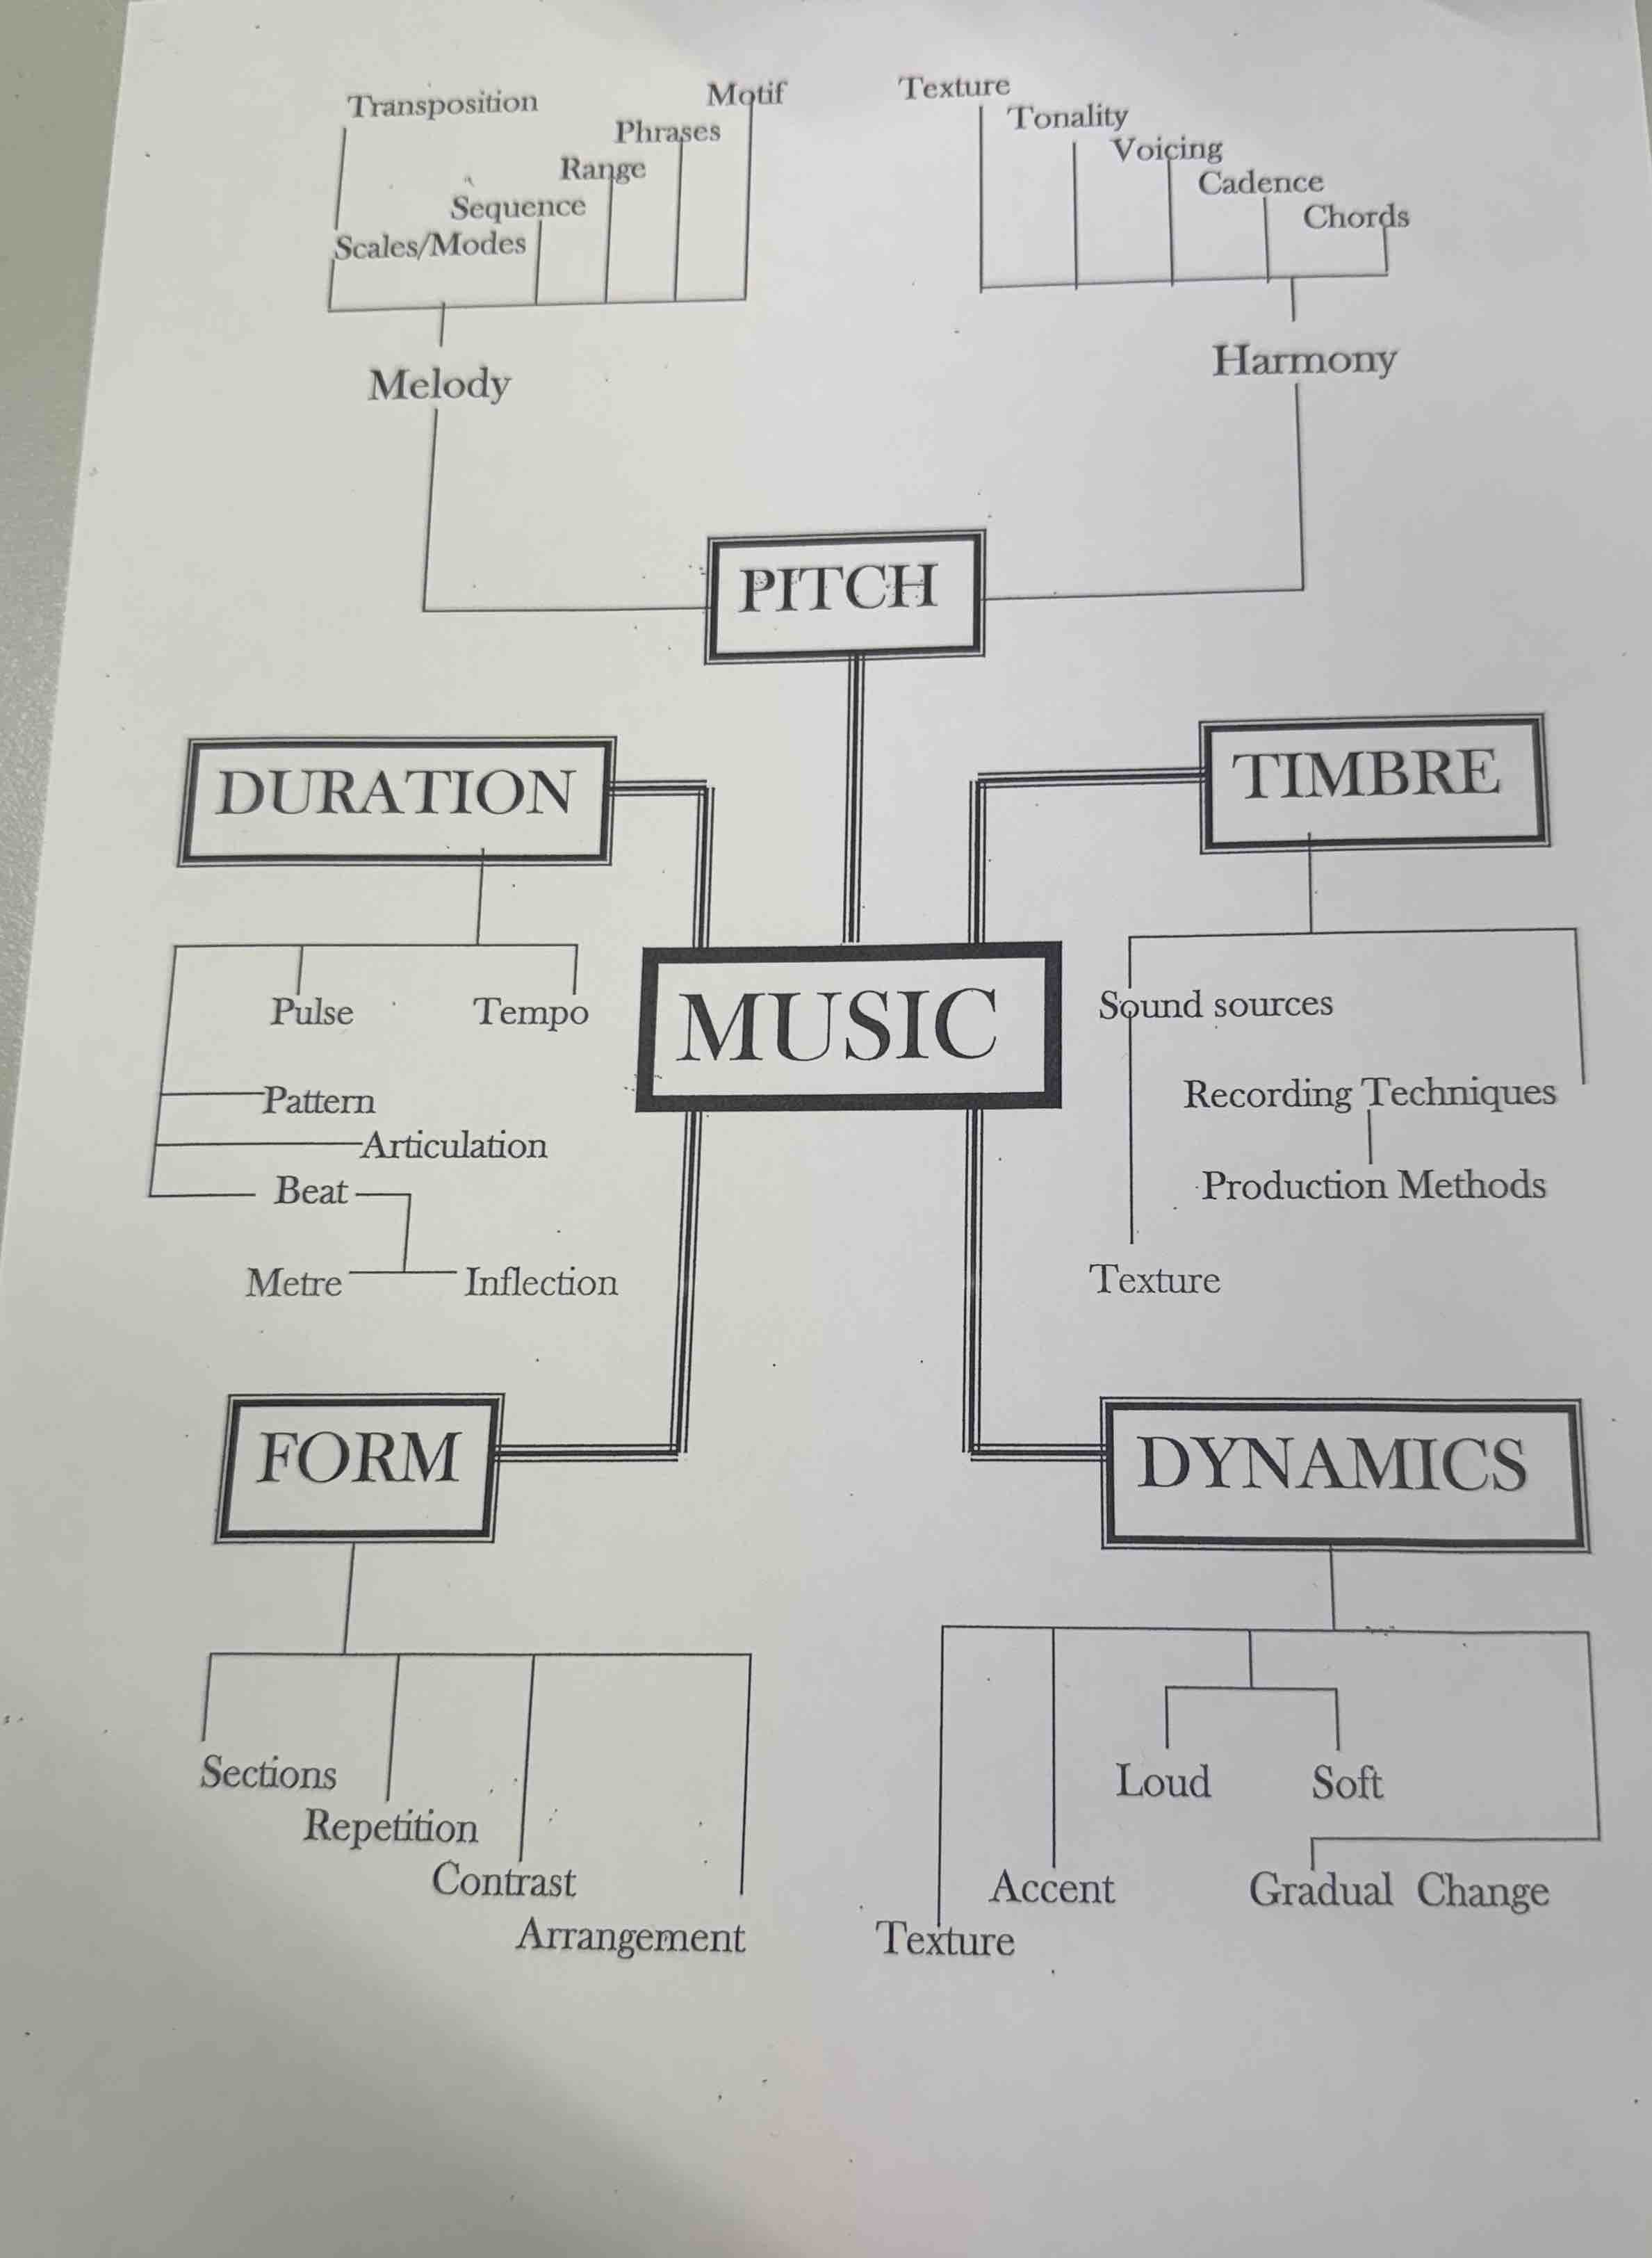 Transposition
Motif
Phrases
Range
Sequence
Scales/Modes
Texture
Tonality
Voicing
Cadence
Chords
Melody
Harmony
PITCH
DURATION
TIMBRE
MUSIC
Pulse
Tempo
Pattern
Articulation
Beat
Metre
Inflection
Sound sources
Recording Techniques
Production Methods
Texture
FORM
DYNAMICS
Sections
Repetition
Contrast
Arrangement
Loud
Soft
Accent
Gradual Change
Texture